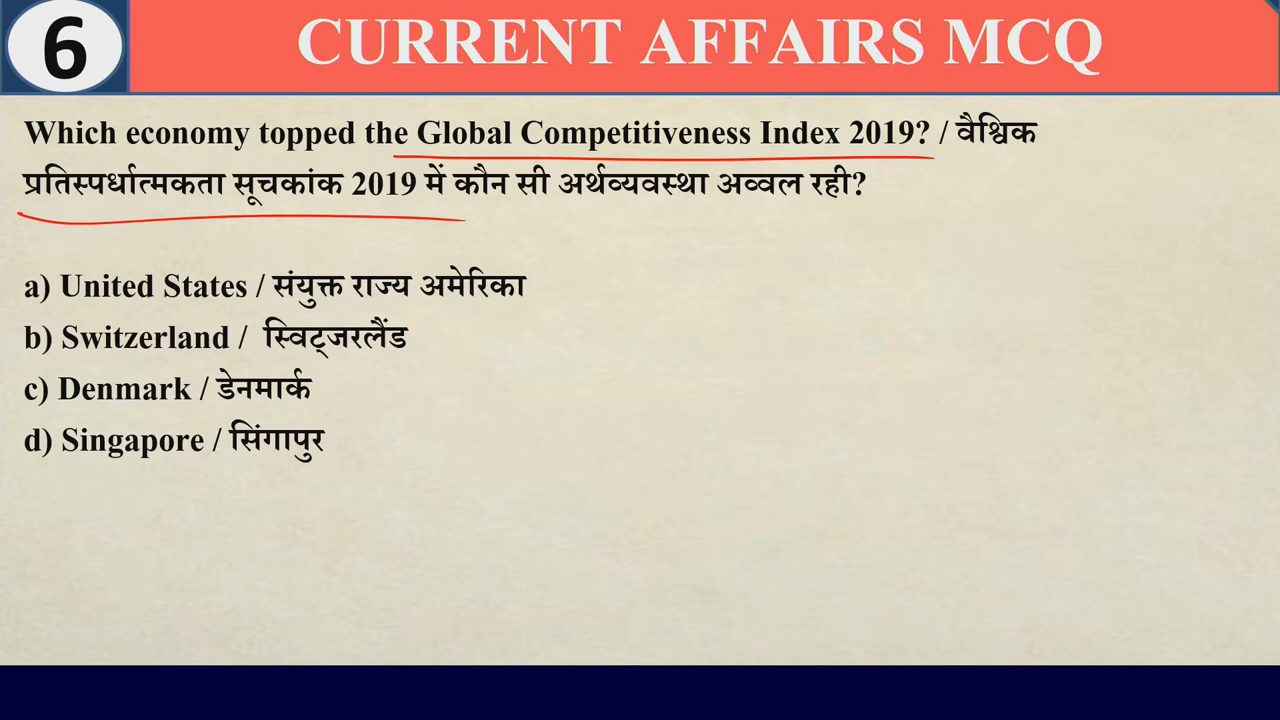 6
CURRENT AFFAIRS MCQ
Which economy topped the Global Competitiveness Index 2019? / वैश्विक
प्रतिस्पर्धात्मकता सूचकांक 2019 में कौन सी अर्थव्यवस्था अव्वल रही?
a) United States / संयुक्त राज्य अमेरिका
b) Switzerland / स्विट्जरलैंड
c) Denmark / डेनमार्क
d) Singapore / सिंगापुर